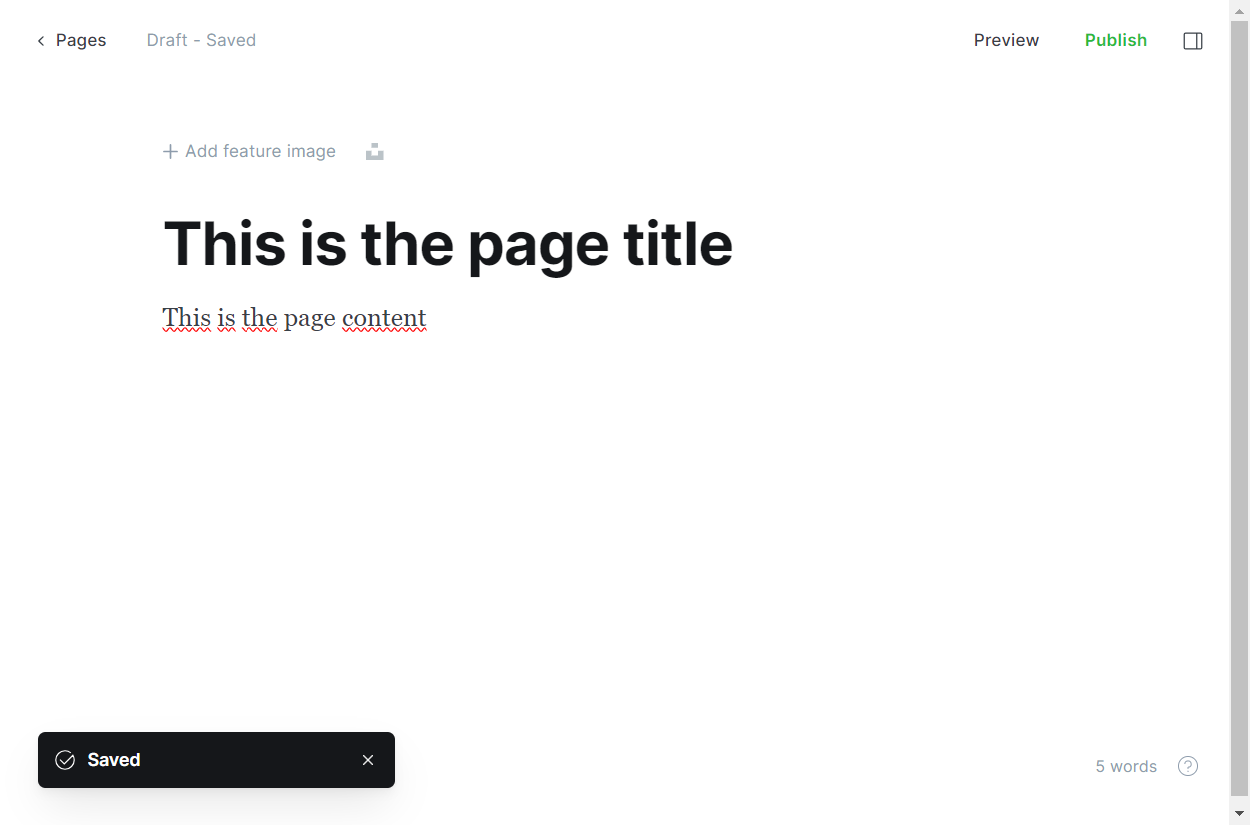 Pages Draft - Saved Preview Publish
Add feature image
This is the page title
This is the page content
Saved
5 words ?